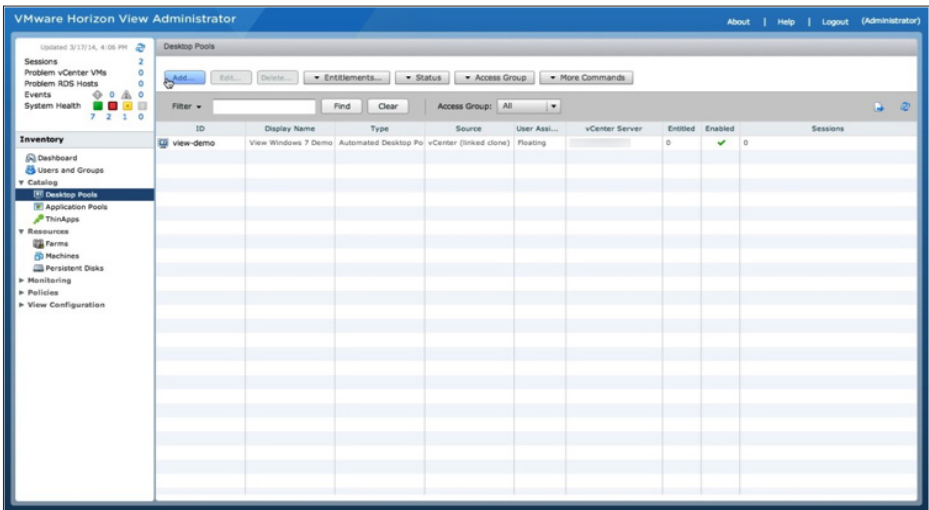 VMware Horizon View Administrator
About | Help | Logout (Administrator)
Updated 3/17/14, 4:06 PM
Sessions 2
Problem vCenter VMs 0
Problem RDS Hosts 0
Events 0 0
System Health
7 2 1 0
Inventory
Dashboard
Users and Groups
Catalog
Desktop Pools
Application Pools
ThinApps
Resources
Farms
Machines
Persistent Disks
Monitoring
Policies
View Configuration
Desktop Pools
Add... Edit... Delete... Entitlements... Status Access Group More Commands
Filter Find Clear Access Group: All
ID Display Name Type Source User Assi... vCenter Server Entitled Enabled Sessions
view-demo View Windows 7 Demo Automated Desktop Po vCenter (linked clone) Floating 0 0